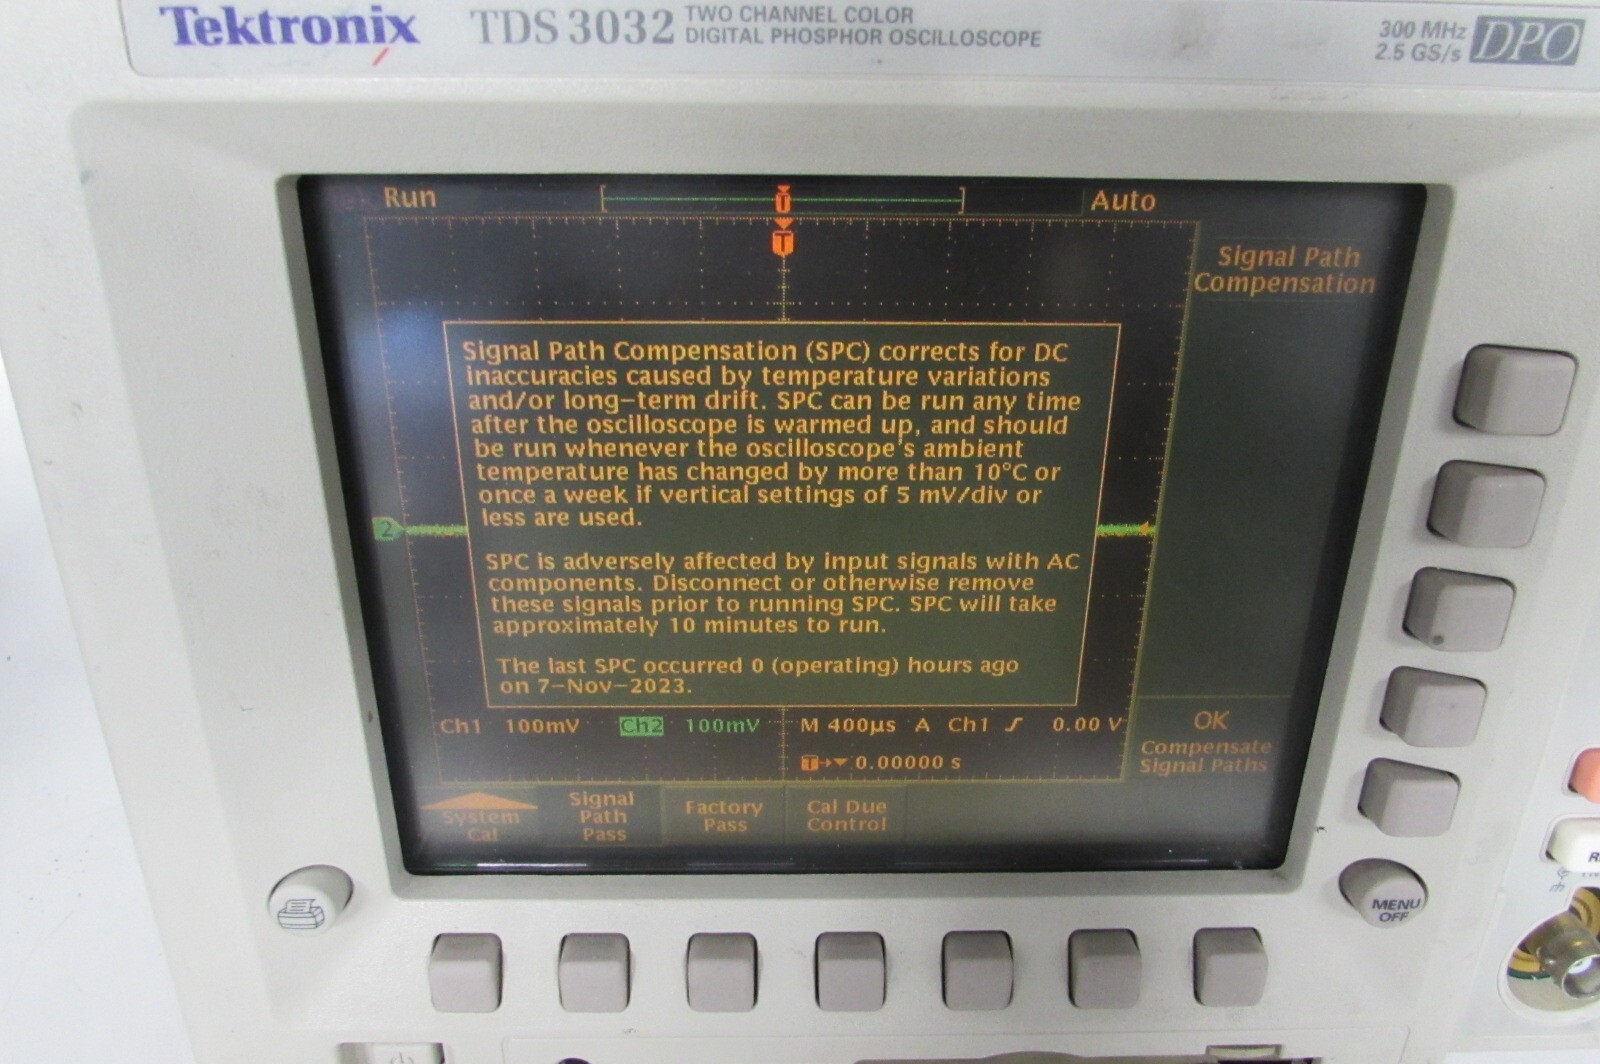 Tektronix TDS 3032 TWO CHANNEL COLOR
DIGITAL PHOSPHOR OSCILLOSCOPE
300 MHz
2.5 GS/s
DPO
Run
T
Auto
T
Signal Path
Compensation
Signal Path Compensation (SPC) corrects for DC
inaccuracies caused by temperature variations
and/or long-term drift. SPC can be run any time
after the oscilloscope is warmed up, and should
be run whenever the oscilloscope's ambient
temperature has changed by more than 10°C or
once a week if vertical settings of 5 mV/div or
less are used.
2
SPC is adversely affected by input signals with AC
components. Disconnect or otherwise remove
these signals prior to running SPC. SPC will take
approximately 10 minutes to run.
The last SPC occurred 0 (operating) hours ago
on 7-Nov-2023.
Ch1 100mV Ch2 100mV M 400µs A Ch1 ∫ 0.00 V
T→▼ 0.00000 s
OK
Compensate
Signal Paths
System
Cal
Signal
Path
Pass
Factory
Pass
Cal Due
Control
MENU
OFF